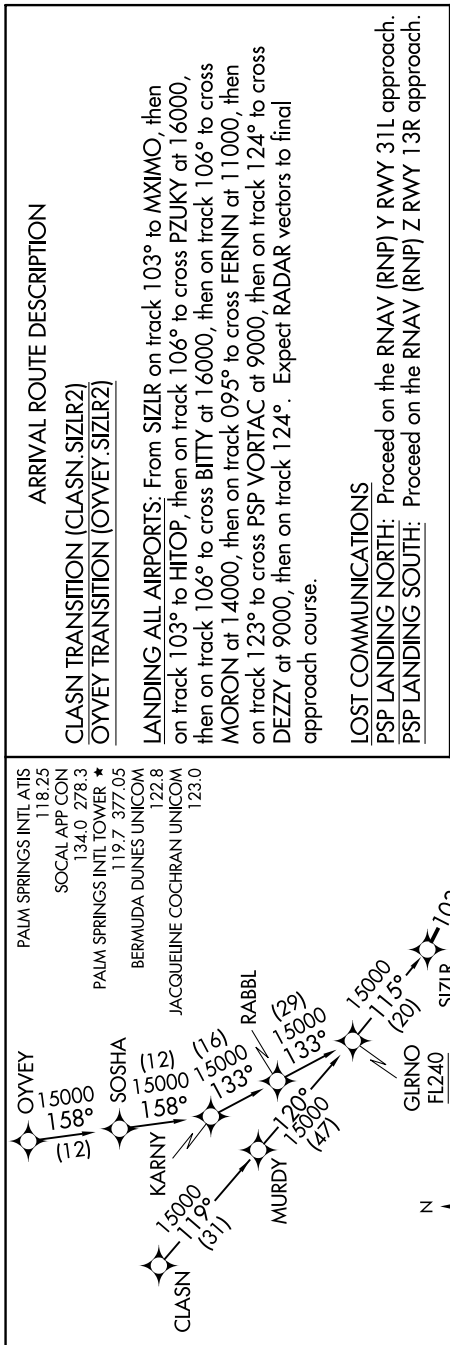 ARRIVAL ROUTE DESCRIPTION
CLASN TRANSITION (CLASN.SIZLR2)
OYVEY TRANSITION (OYVEY.SIZLR2)
LANDING ALL AIRPORTS: From SIZLR on track 103° to MXIMO, then
on track 103° to HITOP, then on track 106° to cross PZUKY at 16000,
then on track 106° to cross BITTY at 16000, then on track 106° to cross
MORON at 14000, then on track 095° to cross FERNN at 11000, then
on track 123° to cross PSP VORTAC at 9000, then on track 124° to cross
DEZZY at 9000, then on track 124°. Expect RADAR vectors to final
approach course.
LOST COMMUNICATIONS
PSP LANDING NORTH: Proceed on the RNAV (RNP) Y RWY 31L approach.
PSP LANDING SOUTH: Proceed on the RNAV (RNP) Z RWY 13R approach.
PALM SPRINGS INTL ATIS
118.25
SOCAL APP CON
134.0 278.3
PALM SPRINGS INTL TOWER ★
119.7 377.05
BERMUDA DUNES UNICOM
122.8
JACQUELINE COCHRAN UNICOM
123.0
OYVEY
15000
158°
(12)
SOSHA
(12)
15000
158°
KARNY
(16)
15000
133°
RABBL
(29)
15000
133°
CLASN
15000
119°
(31)
MURDY
120°
15000
(47)
GLRNO
FL240
15000
115°
(20)
SIZLR
103
N